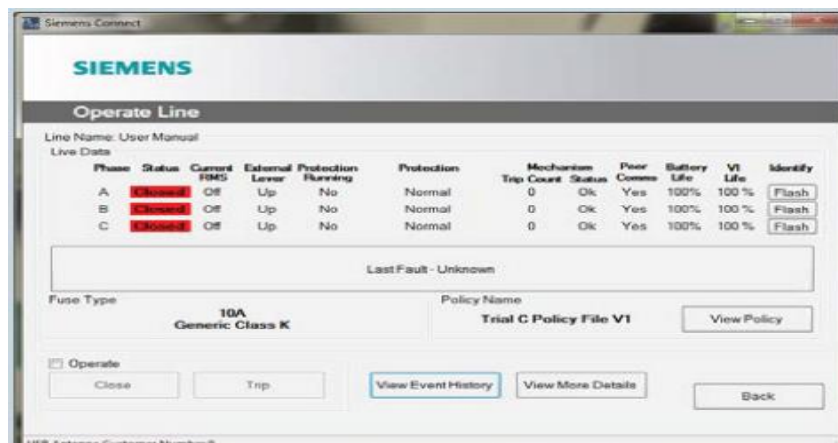 Siemens Connect
SIEMENS
Operate Line
Line Name: User Manual
Live Data
Phase Status Current RMS External Lever Protection Running Protection Mechanism Trip Count Status Peer Comms Battery Life VI Life Identify
A Closed Off Up No Normal 0 Ok Yes 100% 100 % Flash
B Closed Off Up No Normal 0 Ok Yes 100% 100 % Flash
C Closed Off Up No Normal 0 Ok Yes 100% 100 % Flash
Last Fault - Unknown
Fuse Type
10A
Generic Class K
Policy Name
Trial C Policy File V1
View Policy
Operate
Close Trip View Event History View More Details
Back